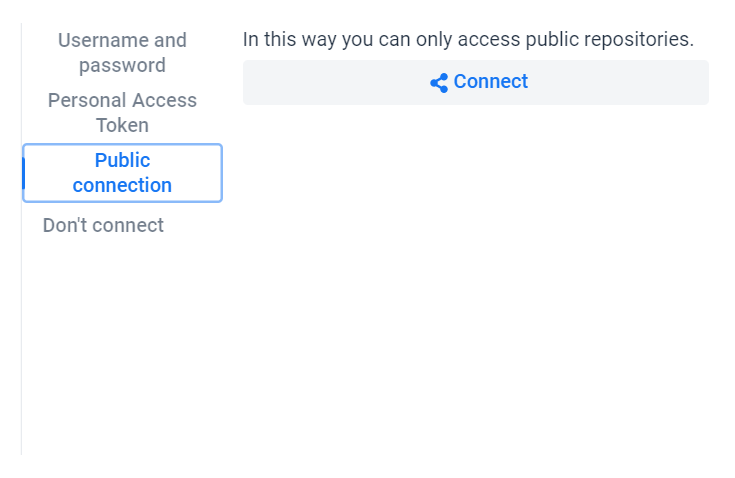 Username and
password
Personal Access
Token
Public
connection
Don't connect
In this way you can only access public repositories.
Connect